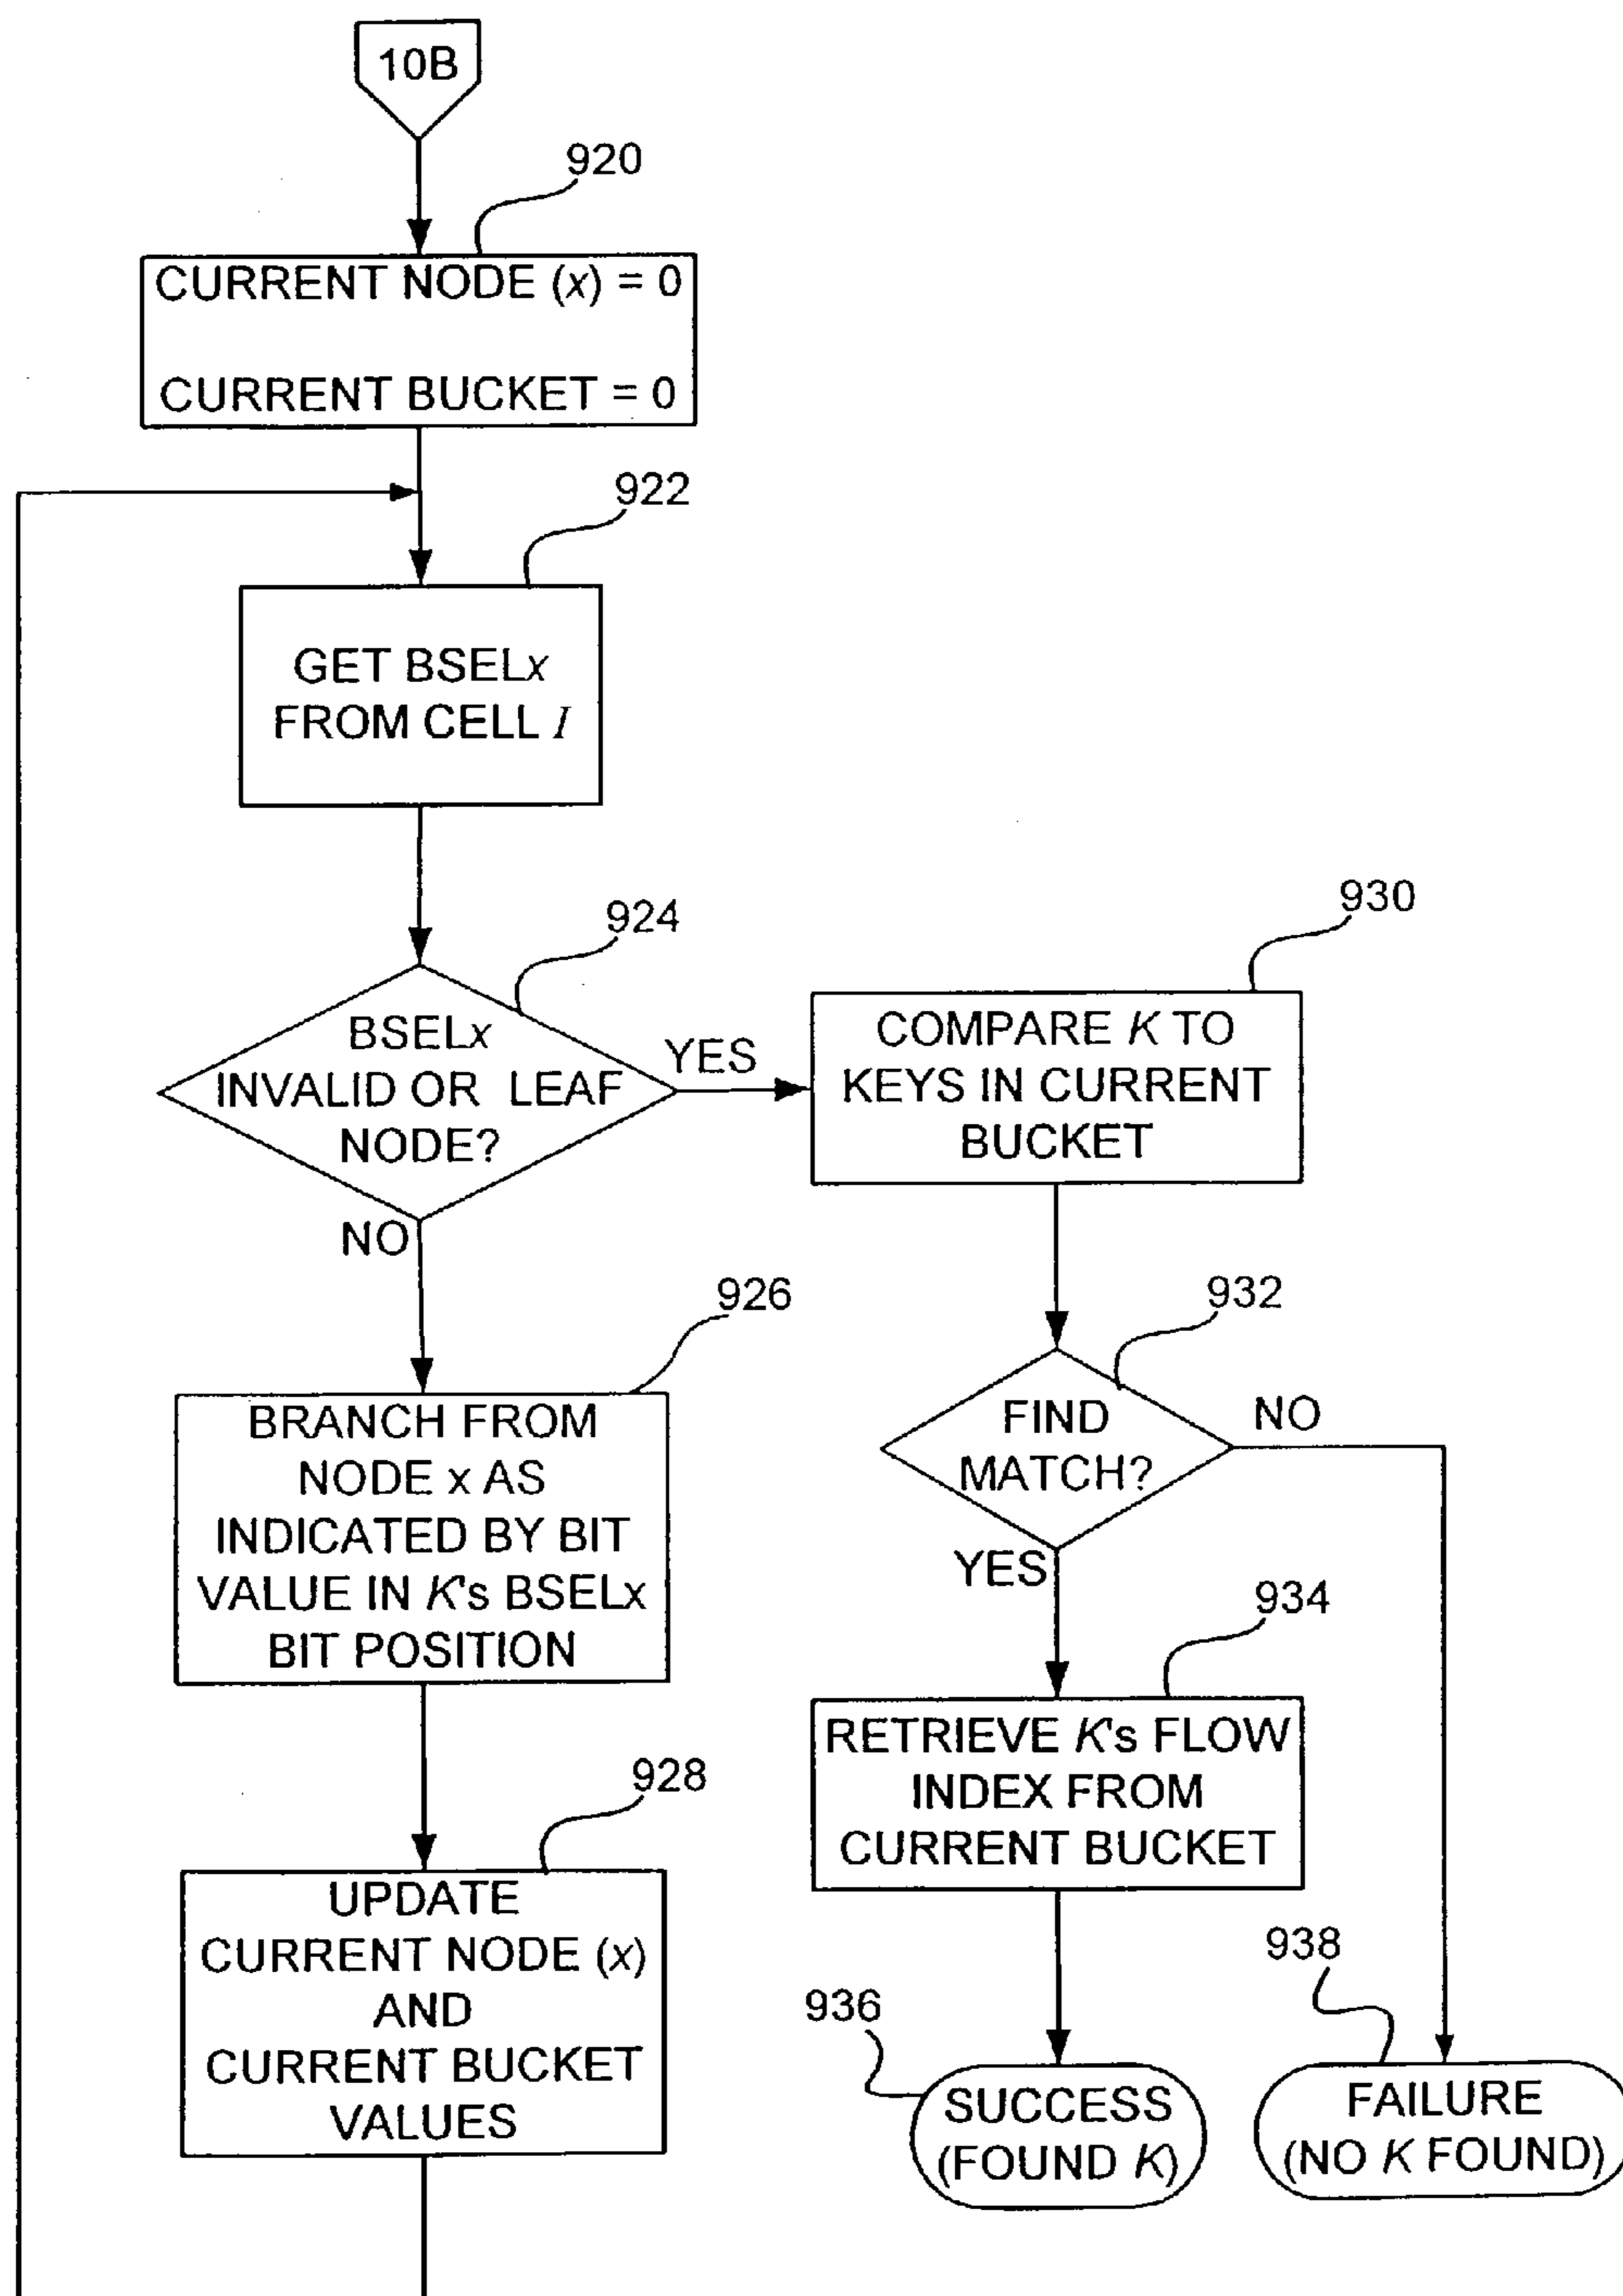 10B
920
CURRENT NODE (x) = 0
CURRENT BUCKET = 0
922
GET BSELx
FROM CELL I
924
BSELx
INVALID OR LEAF
NODE?
YES
NO
930
COMPARE K TO
KEYS IN CURRENT
BUCKET
926
BRANCH FROM
NODE x AS
INDICATED BY BIT
VALUE IN K's BSELx
BIT POSITION
932
FIND
MATCH?
NO
YES
934
RETRIEVE K's FLOW
INDEX FROM
CURRENT BUCKET
928
UPDATE
CURRENT NODE (x)
AND
CURRENT BUCKET
VALUES
936
SUCCESS
(FOUND K)
938
FAILURE
(NO K FOUND)